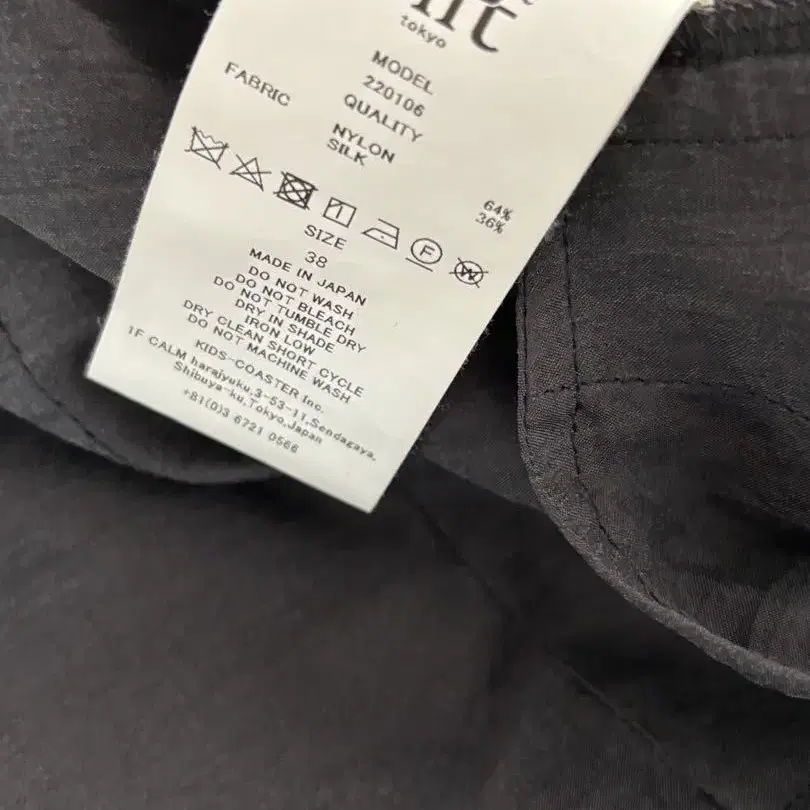 tokyo
MODEL
220106
QUALITY
FABRIC
NYLON 64%
SILK 36%
F W
SIZE
38
MADE IN JAPAN
DO NOT WASH
DO NOT BLEACH
DO NOT TUMBLE DRY
DRY IN SHADE
IRON LOW
DRY CLEAN SHORT CYCLE
DO NOT MACHINE WASH
KIDS-COASTER Inc.
1F CALM harajyuku,3-53-11,Sendagaya,
Shibuya-ku,Tokyo,Japan
+81(0)3 6721 0566